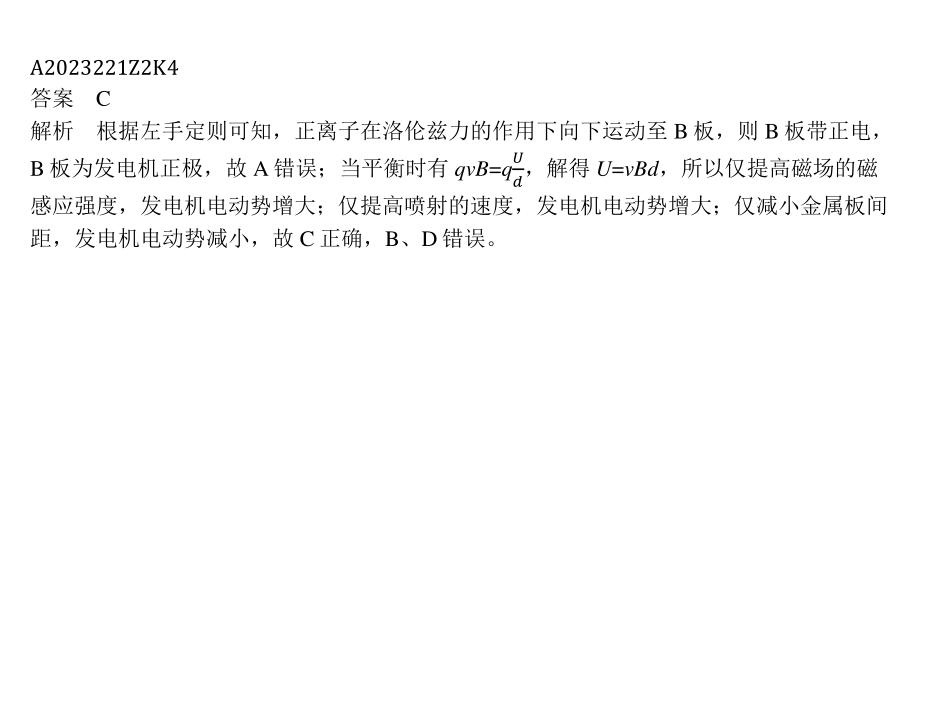 A2023221Z2K4
答案　C
解析　根据左手定则可知，正离子在洛伦兹力的作用下向下运动至 B 板，则 B 板带正电，
B 板为发电机正极，故 A 错误；当平衡时有 qvB=q\frac{U}{d}，解得 U=vBd，所以仅提高磁场的磁
感应强度，发电机电动势增大；仅提高喷射的速度，发电机电动势增大；仅减小金属板间
距，发电机电动势减小，故 C 正确，B、D 错误。